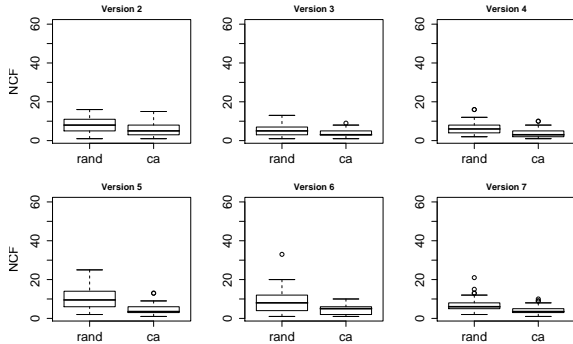 Version 2
Version 3
Version 4
NCF
0 20 40 60
0 20 40 60
0 20 40 60
rand ca
rand ca
rand ca
Version 5
Version 6
Version 7
NCF
0 20 40 60
0 20 40 60
0 20 40 60
rand ca
rand ca
rand ca